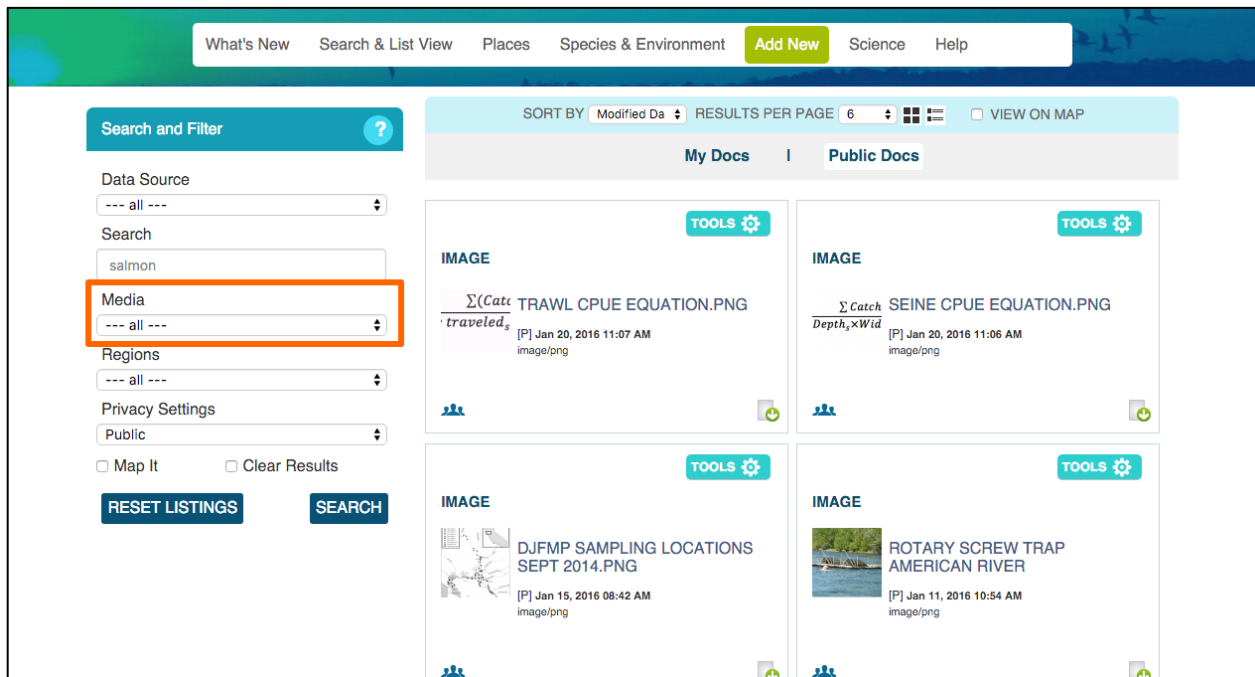 What's New Search & List View Places Species & Environment Add New Science Help
Search and Filter ?
Data Source
--- all ---
Search
salmon
Media
--- all ---
Regions
--- all ---
Privacy Settings
Public
Map It Clear Results
RESET LISTINGS SEARCH
SORT BY Modified Da RESULTS PER PAGE 6 VIEW ON MAP
My Docs | Public Docs
TOOLS
IMAGE
∑(Catc
traveledₛ
TRAWL CPUE EQUATION.PNG
[P] Jan 20, 2016 11:07 AM
image/png
TOOLS
IMAGE
∑ Catch
Depthₛ×Wid
SEINE CPUE EQUATION.PNG
[P] Jan 20, 2016 11:06 AM
image/png
TOOLS
IMAGE
DJFMP SAMPLING LOCATIONS
SEPT 2014.PNG
[P] Jan 15, 2016 08:42 AM
image/png
TOOLS
IMAGE
ROTARY SCREW TRAP
AMERICAN RIVER
[P] Jan 11, 2016 10:54 AM
image/png